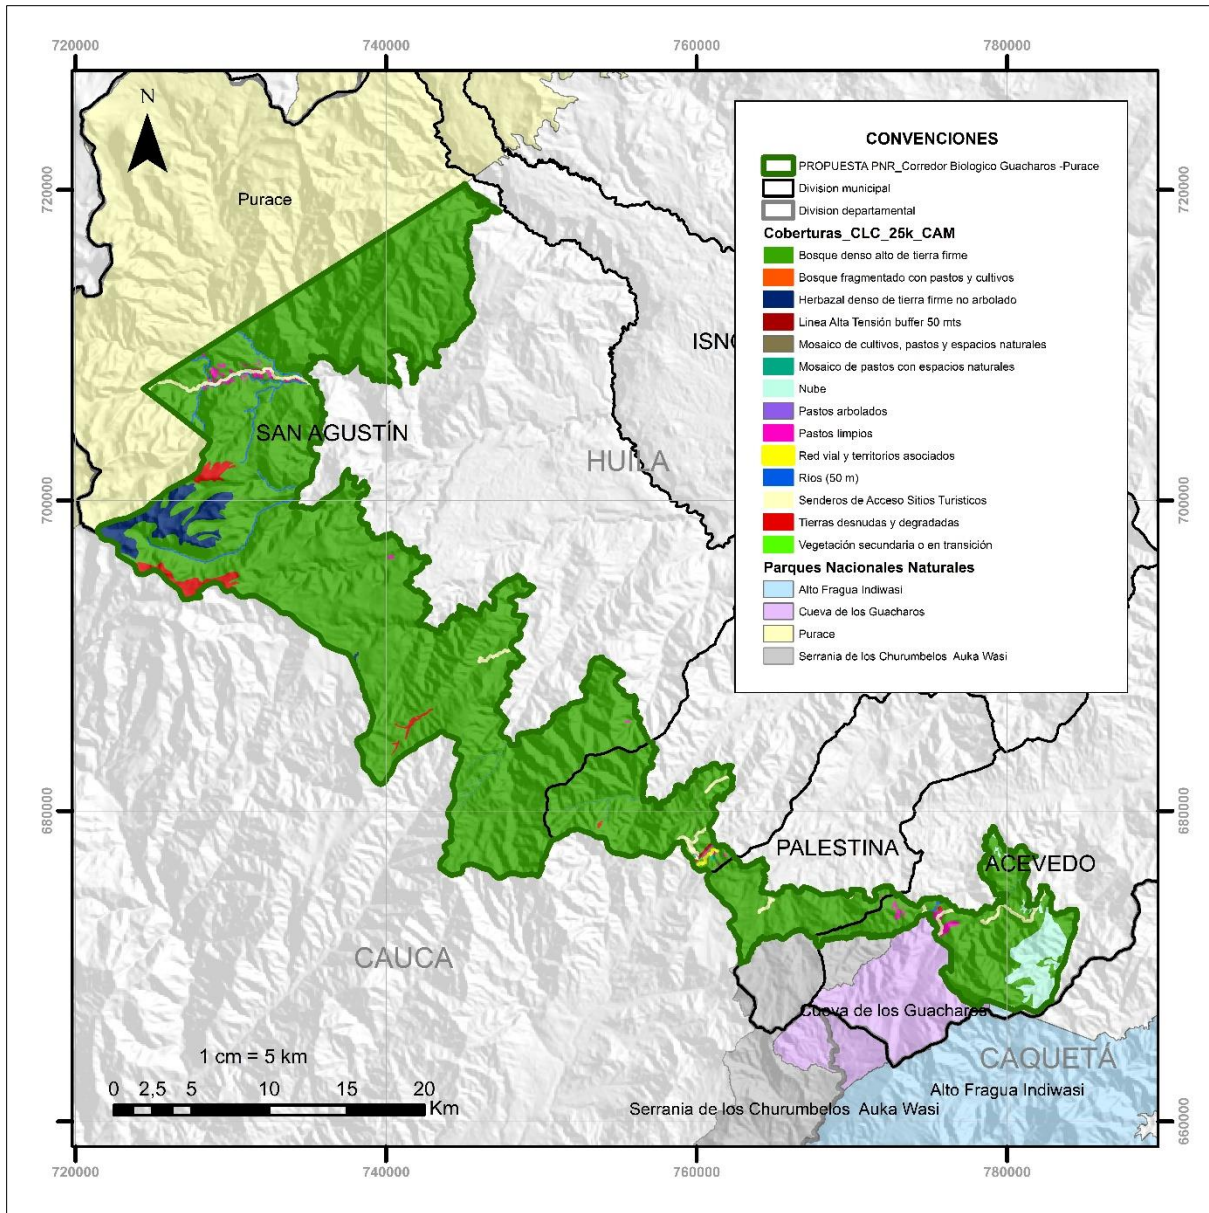 720000 740000 760000 780000
N
CONVENCIONES
PROPUESTA PNR_Corredor Biologico Guacharos -Purace
Division municipal
Division departamental
Coberturas_CLC_25k_CAM
Bosque denso alto de tierra firme
Bosque fragmentado con pastos y cultivos
Herbazal denso de tierra firme no arbolado
Linea Alta Tensión buffer 50 mts
Mosaico de cultivos, pastos y espacios naturales
Mosaico de pastos con espacios naturales
Nube
Pastos arbolados
Pastos limpios
Red vial y territorios asociados
Ríos (50 m)
Senderos de Acceso Sitios Turisticos
Tierras desnudas y degradadas
Vegetación secundaria o en transición
Parques Nacionales Naturales
Alto Fragua Indiwasi
Cueva de los Guacharos
Purace
Serrania de los Churumbelos Auka Wasi
720000 720000
Purace
ISNO
SAN AGUSTÍN
HUILA
700000 700000
680000 680000
PALESTINA
ACEVEDO
CAUCA
Cueva de los Guacharos
CAQUETÁ
Alto Fragua Indiwasi
Serrania de los Churumbelos Auka Wasi
1 cm = 5 km
0 2,5 5 10 15 20
Km
660000 660000
720000 740000 760000 780000